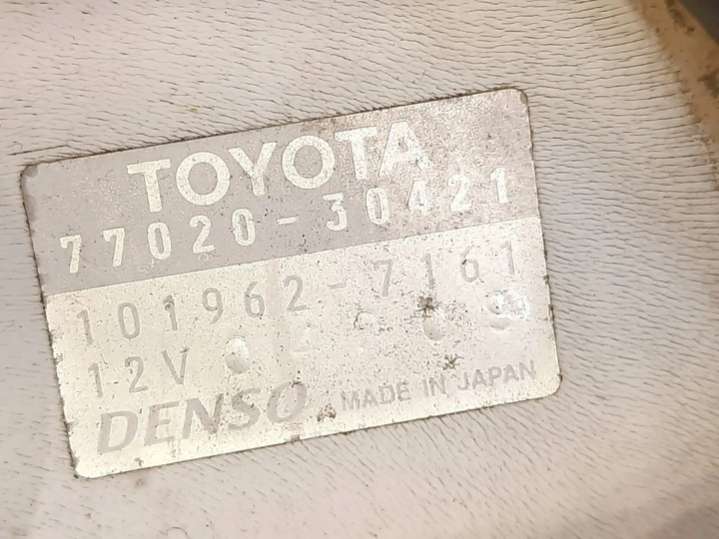 TOYOTA
77020-30421
101962-7161
12V
DENSO MADE IN JAPAN